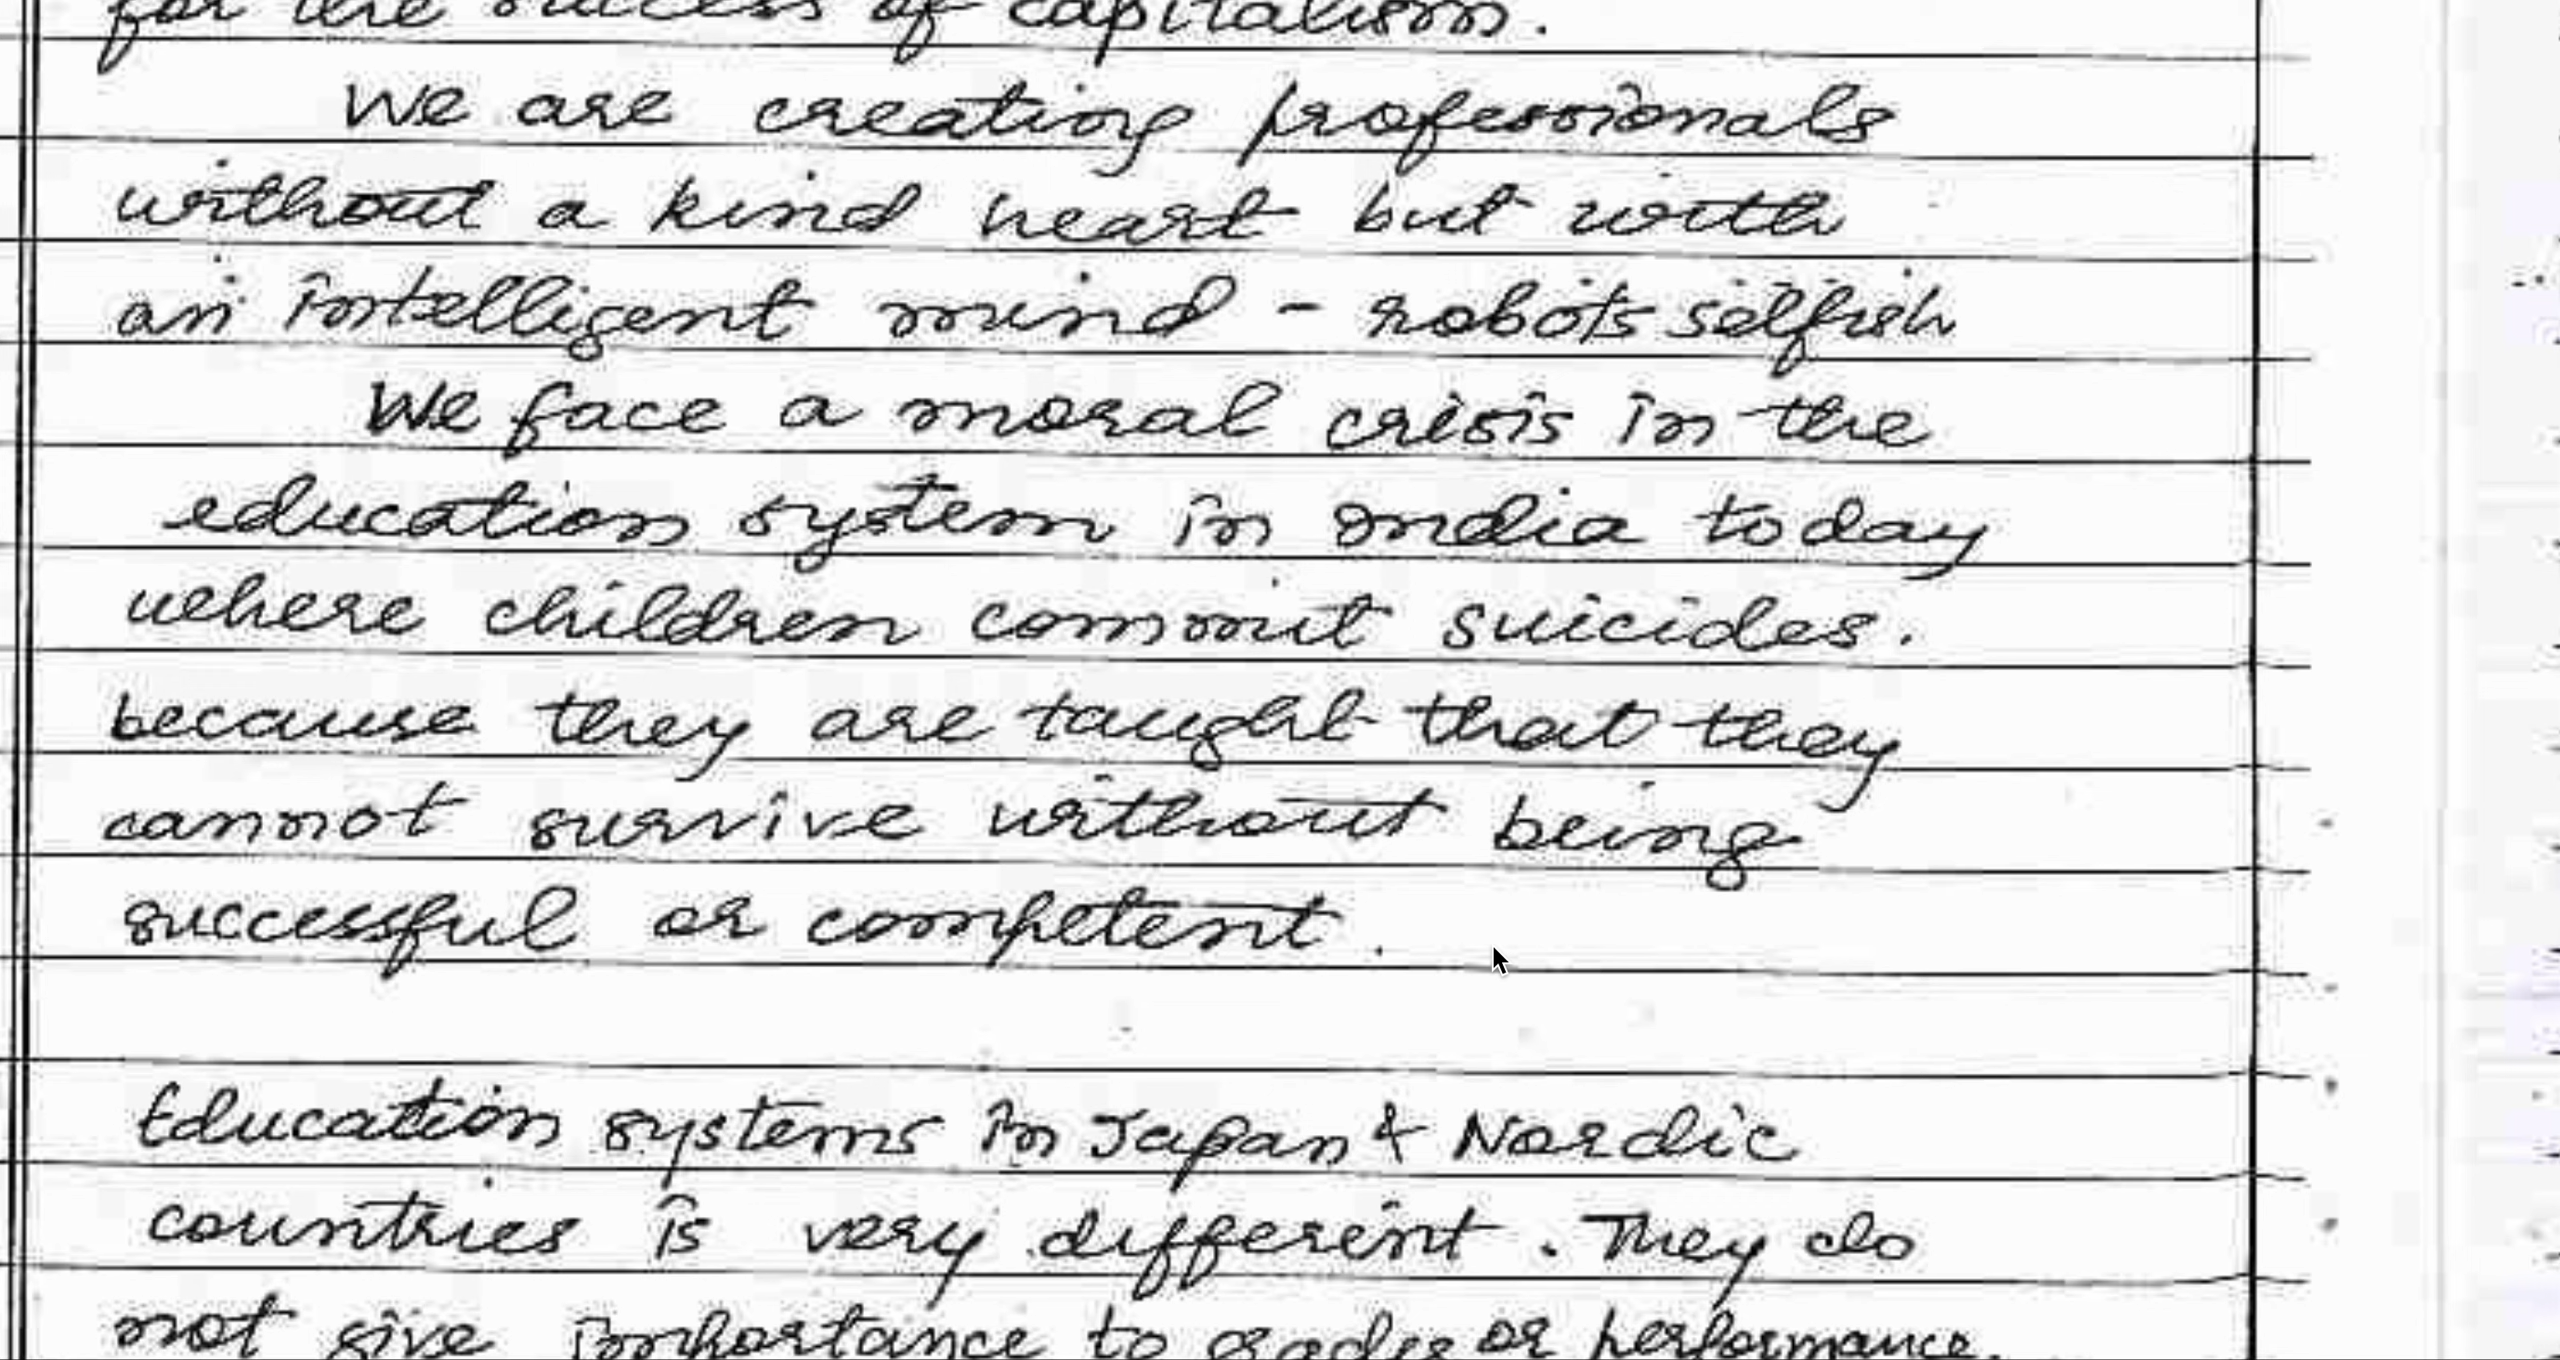 for the success of capitalism.
We are creating professionals
without a kind heart but with
an intelligent mind - robots selfish
We face a moral crisis in the
education system in India today
where children commit suicides.
because they are taught that they
cannot survive without being
successful or competent.
Education systems in Japan & Nordic
countries is very different. They do
not give importance to grades or performance.